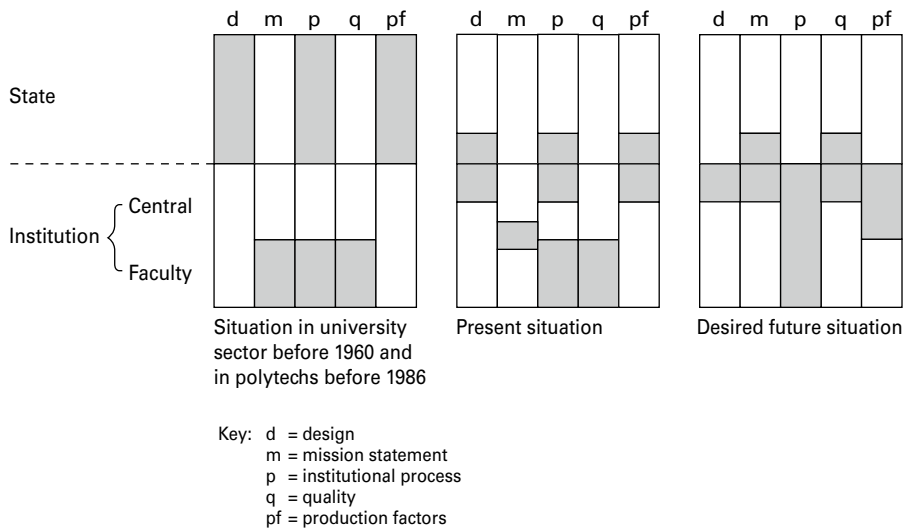 d m p q pf d m p q pf d m p q pf
State
Central
Institution
Faculty
Situation in university
sector before 1960 and
in polytechs before 1986
Present situation
Desired future situation
Key: d = design
m = mission statement
p = institutional process
q = quality
pf = production factors